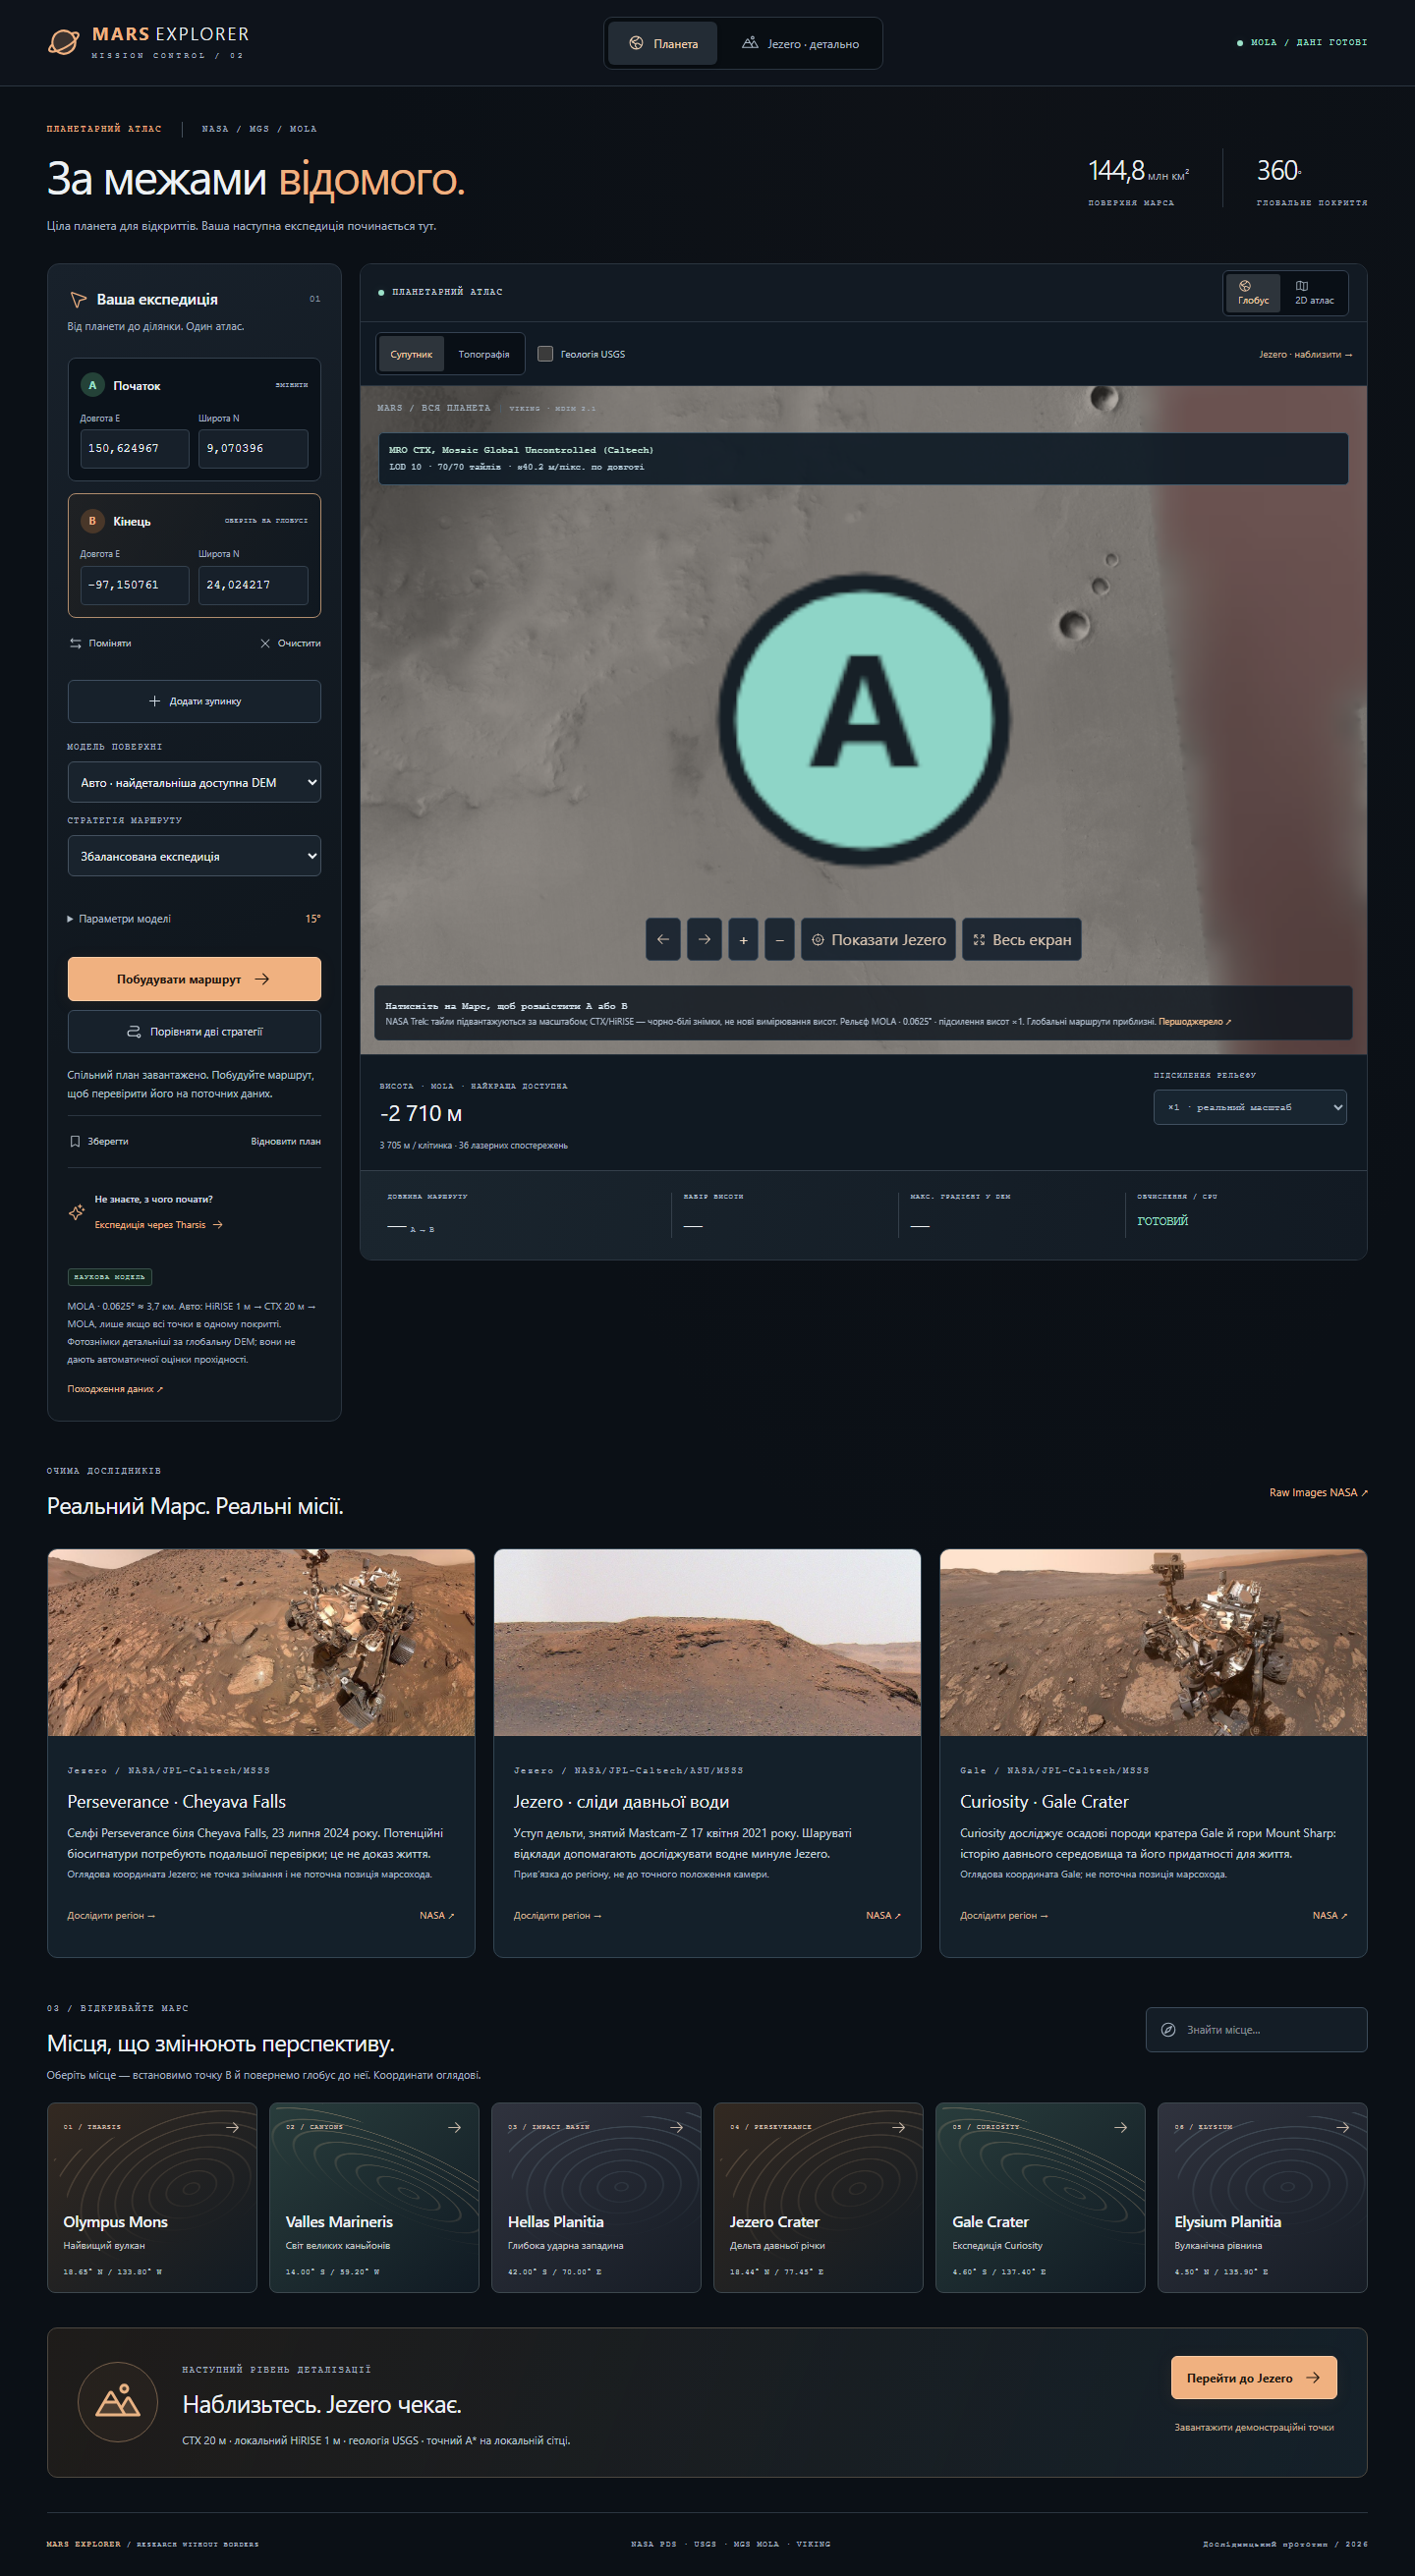 MARS EXPLORER
MISSION CONTROL / 02
Планета
Jezero · детально
MOLA / ДАНІ ГОТОВІ
ПЛАНЕТАРНИЙ АТЛАС
NASA / MGS / MOLA
За межами відомого.
Ціла планета для відкриттів. Ваша наступна експедиція починається тут.
144,8 млн км²
ПОВЕРХНЯ МАРСА
360°
ГЛОБАЛЬНЕ ПОКРИТТЯ
Ваша експедиція
01
Від планети до ділянки. Один атлас.
A Початок
ЗМІНИТИ
Довгота E
Широта N
150,624967
9,070396
B Кінець
ОБЕРІТЬ НА ГЛОБУСІ
Довгота E
Широта N
-97,150761
24,024217
Поміняти
Очистити
Додати зупинку
МОДЕЛЬ ПОВЕРХНІ
Авто · найдетальніша доступна DEM
СТРАТЕГІЯ МАРШРУТУ
Збалансована експедиція
Параметри моделі
15°
Побудувати маршрут
Порівняти дві стратегії
Спільний план завантажено. Побудуйте маршрут,
щоб перевірити його на поточних даних.
Зберегти
Відновити план
Не знаєте, з чого почати?
Експедиція через Tharsis →
НАУКОВА МОДЕЛЬ
MOLA · 0.0625° ≈ 3,7 км. Авто: HiRISE 1 м → CTX 20 м →
MOLA, лише якщо всі точки в одному покритті.
Фотознімки детальніші за глобальну DEM; вони не
дають автоматичної оцінки прохідності.
Походження даних ↗
ПЛАНЕТАРНИЙ АТЛАС
Глобус
2D атлас
Супутник
Топографія
Геологія USGS
Jezero · наблизити →
MARS / ВСЯ ПЛАНЕТА
VIKING · MDIM 2.1
MRO CTX, Mosaic Global Uncontrolled (Caltech)
LOD 10 · 70/70 тайлів · ≈40.2 м/пікс. по довготі
A
←
→
+
−
Показати Jezero
Весь екран
Натисніть на Марс, щоб розмістити A або B
NASA Trek: тайли підвантажуються за масштабом; CTX/HiRISE — чорно-білі знімки, не нові вимірювання висот. Рельєф MOLA · 0.0625° · підсилення висот ×1. Глобальні маршрути приблизні. Першоджерело ↗
ВИСОТА · MOLA · НАЙКРАЩА ДОСТУПНА
-2 710 м
3 705 м / клітинка · 36 лазерних спостережень
ПІДСИЛЕННЯ РЕЛЬЄФУ
×1 · реальний масштаб
ДОВЖИНА МАРШРУТУ
— A → B
НАБІР ВИСОТИ
—
МАКС. ГРАДІЄНТ У DEM
—
ОБЧИСЛЕННЯ / CPU
ГОТОВИЙ
ОЧИМА ДОСЛІДНИКІВ
Реальний Марс. Реальні місії.
Raw Images NASA ↗
Jezero / NASA/JPL-Caltech/MSSS
Perseverance · Cheyava Falls
Селфі Perseverance біля Cheyava Falls, 23 липня 2024 року. Потенційні
біосигнатури потребують подальшої перевірки; це не доказ життя.
Оглядова координата Jezero; не точка знімання і не поточна позиція марсохода.
Дослідити регіон →
NASA ↗
Jezero / NASA/JPL-Caltech/ASU/MSSS
Jezero · сліди давньої води
Уступ дельти, знятий Mastcam-Z 17 квітня 2021 року. Шаруваті
відклади допомагають досліджувати водне минуле Jezero.
Прив'язка до регіону, не до точного положення камери.
Дослідити регіон →
NASA ↗
Gale / NASA/JPL-Caltech/MSSS
Curiosity · Gale Crater
Curiosity досліджує осадові породи кратера Gale й гори Mount Sharp:
історію давнього середовища та його придатності для життя.
Оглядова координата Gale; не поточна позиція марсохода.
Дослідити регіон →
NASA ↗
03 / ВІДКРИВАЙТЕ МАРС
Місця, що змінюють перспективу.
Оберіть місце — встановимо точку B й повернемо глобус до неї. Координати оглядові.
Знайти місце...
01 / THARSIS
Olympus Mons
Найвищий вулкан
18.65° N / 133.80° W
02 / CANYONS
Valles Marineris
Світ великих каньйонів
14.00° S / 59.20° W
03 / IMPACT BASIN
Hellas Planitia
Глибока ударна западина
42.00° S / 70.00° E
04 / PERSEVERANCE
Jezero Crater
Дельта давньої річки
18.44° N / 77.45° E
05 / CURIOSITY
Gale Crater
Експедиція Curiosity
4.60° S / 137.40° E
06 / ELYSIUM
Elysium Planitia
Вулканічна рівнина
4.50° N / 135.90° E
НАСТУПНИЙ РІВЕНЬ ДЕТАЛІЗАЦІЇ
Наблизьтесь. Jezero чекає.
CTX 20 м · локальний HiRISE 1 м · геологія USGS · точний A* на локальній сітці.
Перейти до Jezero →
Завантажити демонстраційні точки
MARS EXPLORER / RESEARCH WITHOUT BORDERS
NASA PDS · USGS · MGS MOLA · VIKING
Дослідницький прототип / 2026